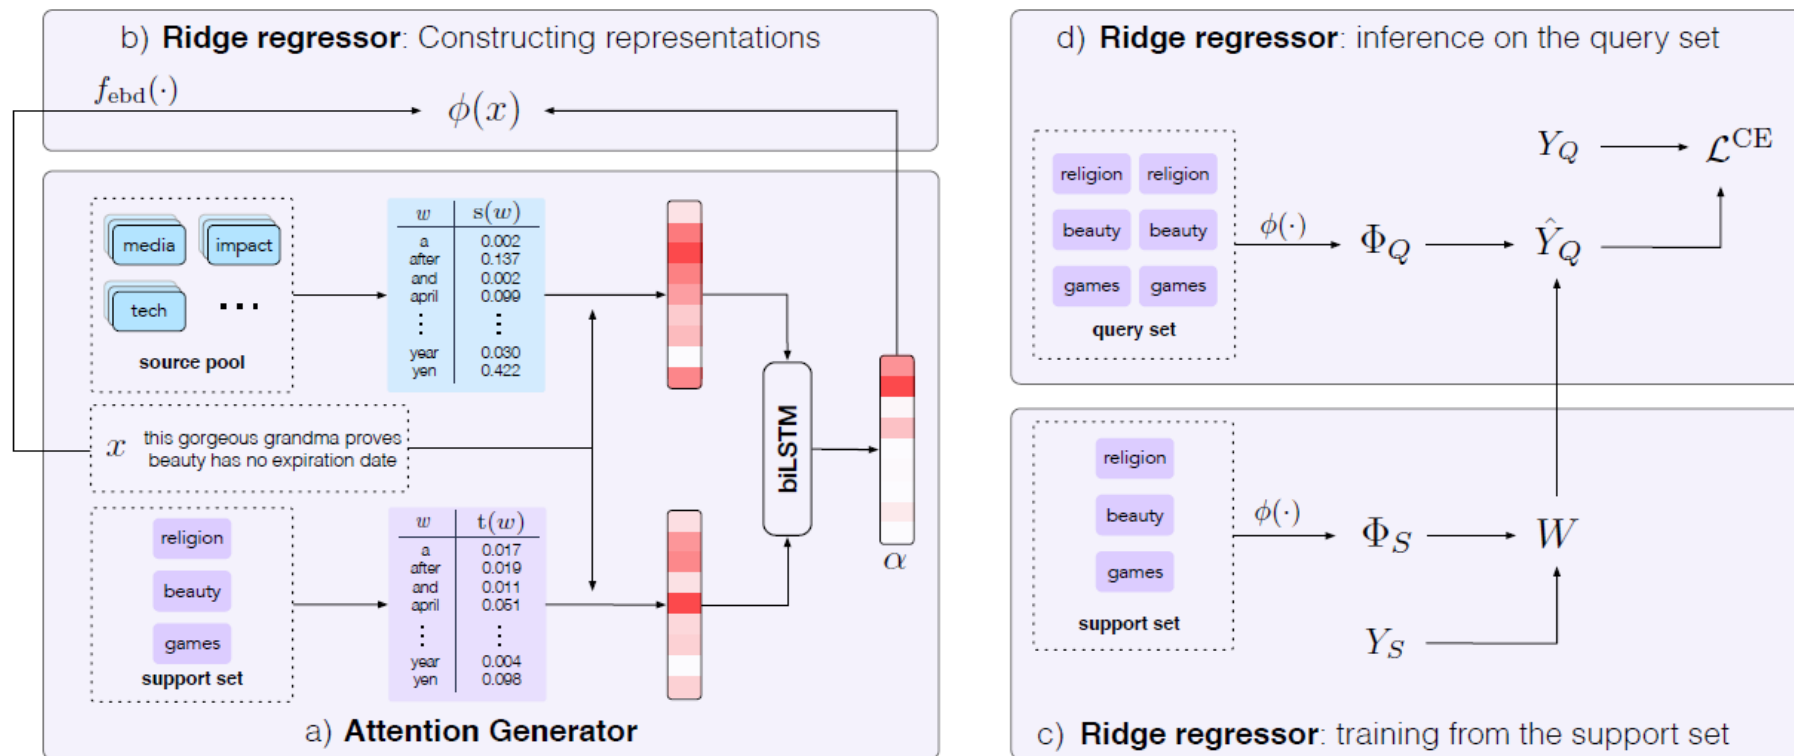 b) Ridge regressor: Constructing representations
f_ebd(·)
ϕ(x)
media
impact
tech
...
source pool
w s(w)
a 0.002
after 0.137
and 0.002
april 0.099
⋮ ⋮
year 0.030
yen 0.422
x this gorgeous grandma proves
beauty has no expiration date
religion
beauty
games
support set
w t(w)
a 0.017
after 0.019
and 0.011
april 0.051
⋮ ⋮
year 0.004
yen 0.098
biLSTM
α
a) Attention Generator
d) Ridge regressor: inference on the query set
religion religion
beauty beauty
games games
query set
ϕ(·)
Φ_Q
Ŷ_Q
Y_Q
ℒ^CE
religion
beauty
games
support set
ϕ(·)
Φ_S
W
Y_S
c) Ridge regressor: training from the support set